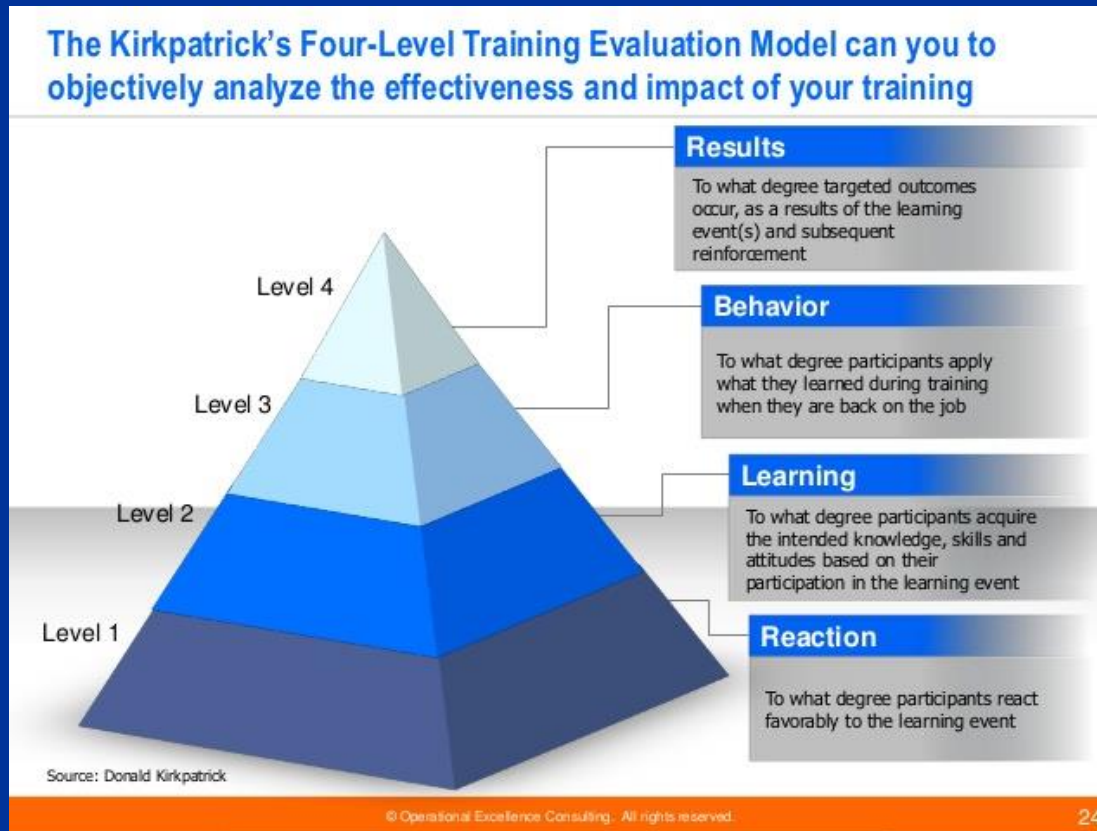 The Kirkpatrick's Four-Level Training Evaluation Model can you to
objectively analyze the effectiveness and impact of your training
Results
To what degree targeted outcomes
occur, as a results of the learning
event(s) and subsequent
reinforcement
Level 4
Behavior
To what degree participants apply
what they learned during training
when they are back on the job
Level 3
Learning
To what degree participants acquire
the intended knowledge, skills and
attitudes based on their
participation in the learning event
Level 2
Reaction
To what degree participants react
favorably to the learning event
Level 1
Source: Donald Kirkpatrick
© Operational Excellence Consulting. All rights reserved.
24